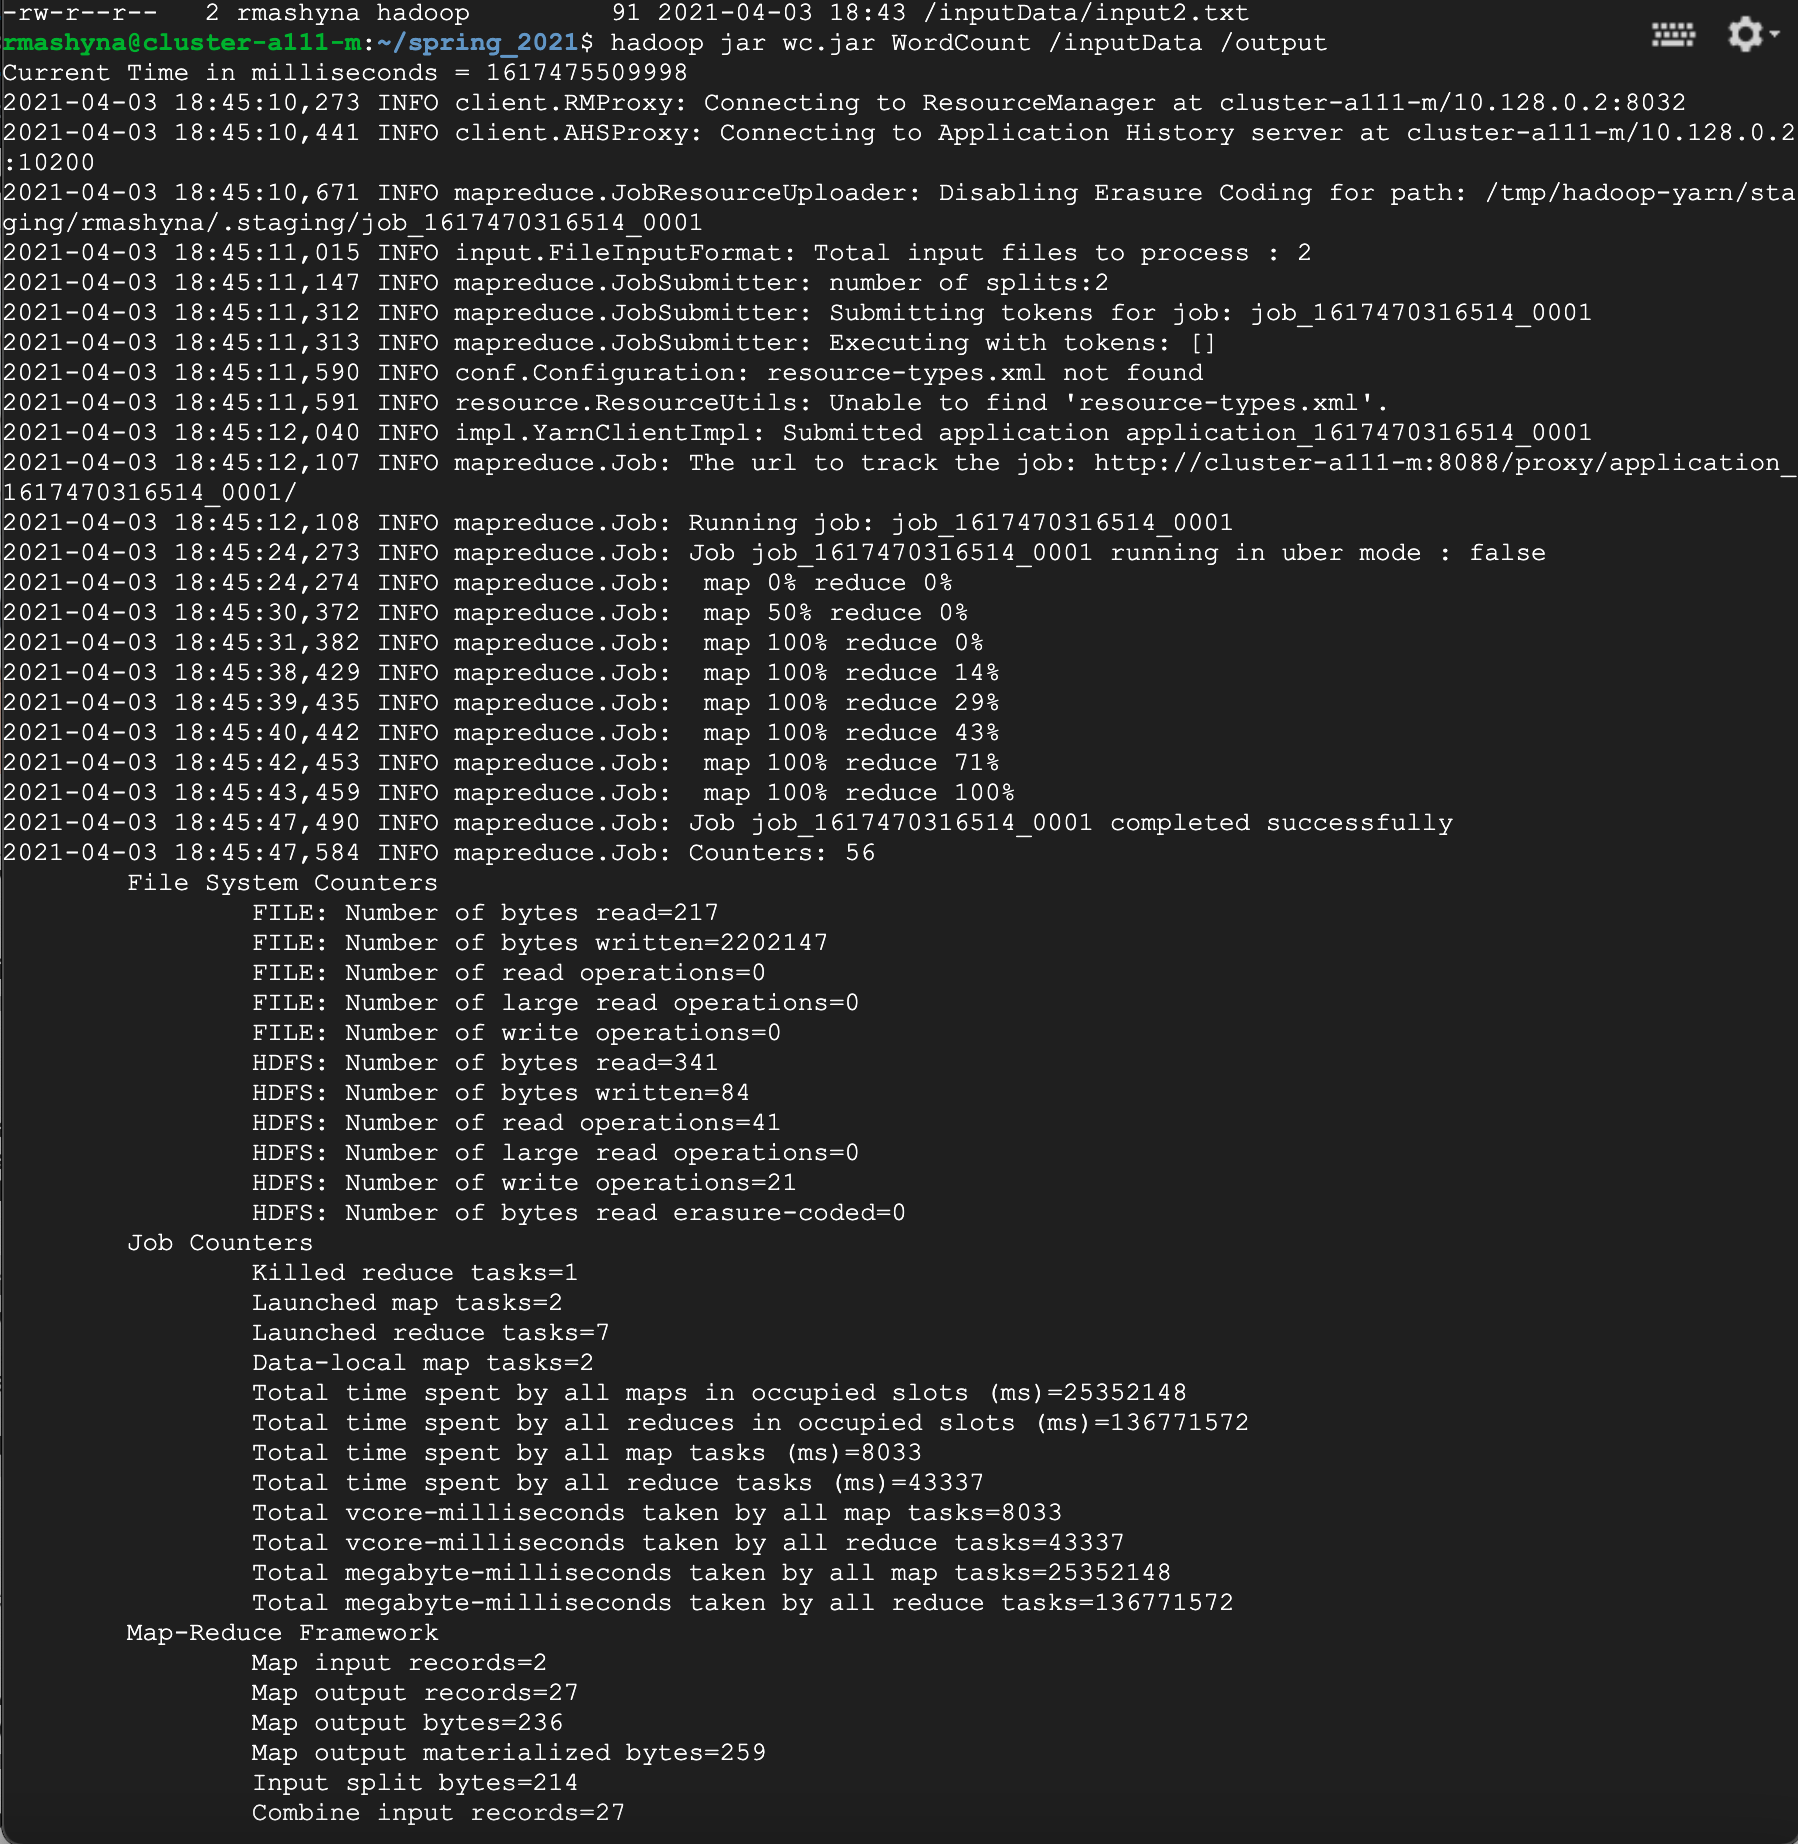 -rw-r--r--   2 rmashyna hadoop         91 2021-04-03 18:43 /inputData/input2.txt
rmashyna@cluster-a111-m:~/spring_2021$ hadoop jar wc.jar WordCount /inputData /output
Current Time in milliseconds = 1617475509998
2021-04-03 18:45:10,273 INFO client.RMProxy: Connecting to ResourceManager at cluster-a111-m/10.128.0.2:8032
2021-04-03 18:45:10,441 INFO client.AHSProxy: Connecting to Application History server at cluster-a111-m/10.128.0.2
:10200
2021-04-03 18:45:10,671 INFO mapreduce.JobResourceUploader: Disabling Erasure Coding for path: /tmp/hadoop-yarn/sta
ging/rmashyna/.staging/job_1617470316514_0001
2021-04-03 18:45:11,015 INFO input.FileInputFormat: Total input files to process : 2
2021-04-03 18:45:11,147 INFO mapreduce.JobSubmitter: number of splits:2
2021-04-03 18:45:11,312 INFO mapreduce.JobSubmitter: Submitting tokens for job: job_1617470316514_0001
2021-04-03 18:45:11,313 INFO mapreduce.JobSubmitter: Executing with tokens: []
2021-04-03 18:45:11,590 INFO conf.Configuration: resource-types.xml not found
2021-04-03 18:45:11,591 INFO resource.ResourceUtils: Unable to find 'resource-types.xml'.
2021-04-03 18:45:12,040 INFO impl.YarnClientImpl: Submitted application application_1617470316514_0001
2021-04-03 18:45:12,107 INFO mapreduce.Job: The url to track the job: http://cluster-a111-m:8088/proxy/application_
1617470316514_0001/
2021-04-03 18:45:12,108 INFO mapreduce.Job: Running job: job_1617470316514_0001
2021-04-03 18:45:24,273 INFO mapreduce.Job: Job job_1617470316514_0001 running in uber mode : false
2021-04-03 18:45:24,274 INFO mapreduce.Job:  map 0% reduce 0%
2021-04-03 18:45:30,372 INFO mapreduce.Job:  map 50% reduce 0%
2021-04-03 18:45:31,382 INFO mapreduce.Job:  map 100% reduce 0%
2021-04-03 18:45:38,429 INFO mapreduce.Job:  map 100% reduce 14%
2021-04-03 18:45:39,435 INFO mapreduce.Job:  map 100% reduce 29%
2021-04-03 18:45:40,442 INFO mapreduce.Job:  map 100% reduce 43%
2021-04-03 18:45:42,453 INFO mapreduce.Job:  map 100% reduce 71%
2021-04-03 18:45:43,459 INFO mapreduce.Job:  map 100% reduce 100%
2021-04-03 18:45:47,490 INFO mapreduce.Job: Job job_1617470316514_0001 completed successfully
2021-04-03 18:45:47,584 INFO mapreduce.Job: Counters: 56
        File System Counters
                FILE: Number of bytes read=217
                FILE: Number of bytes written=2202147
                FILE: Number of read operations=0
                FILE: Number of large read operations=0
                FILE: Number of write operations=0
                HDFS: Number of bytes read=341
                HDFS: Number of bytes written=84
                HDFS: Number of read operations=41
                HDFS: Number of large read operations=0
                HDFS: Number of write operations=21
                HDFS: Number of bytes read erasure-coded=0
        Job Counters
                Killed reduce tasks=1
                Launched map tasks=2
                Launched reduce tasks=7
                Data-local map tasks=2
                Total time spent by all maps in occupied slots (ms)=25352148
                Total time spent by all reduces in occupied slots (ms)=136771572
                Total time spent by all map tasks (ms)=8033
                Total time spent by all reduce tasks (ms)=43337
                Total vcore-milliseconds taken by all map tasks=8033
                Total vcore-milliseconds taken by all reduce tasks=43337
                Total megabyte-milliseconds taken by all map tasks=25352148
                Total megabyte-milliseconds taken by all reduce tasks=136771572
        Map-Reduce Framework
                Map input records=2
                Map output records=27
                Map output bytes=236
                Map output materialized bytes=259
                Input split bytes=214
                Combine input records=27